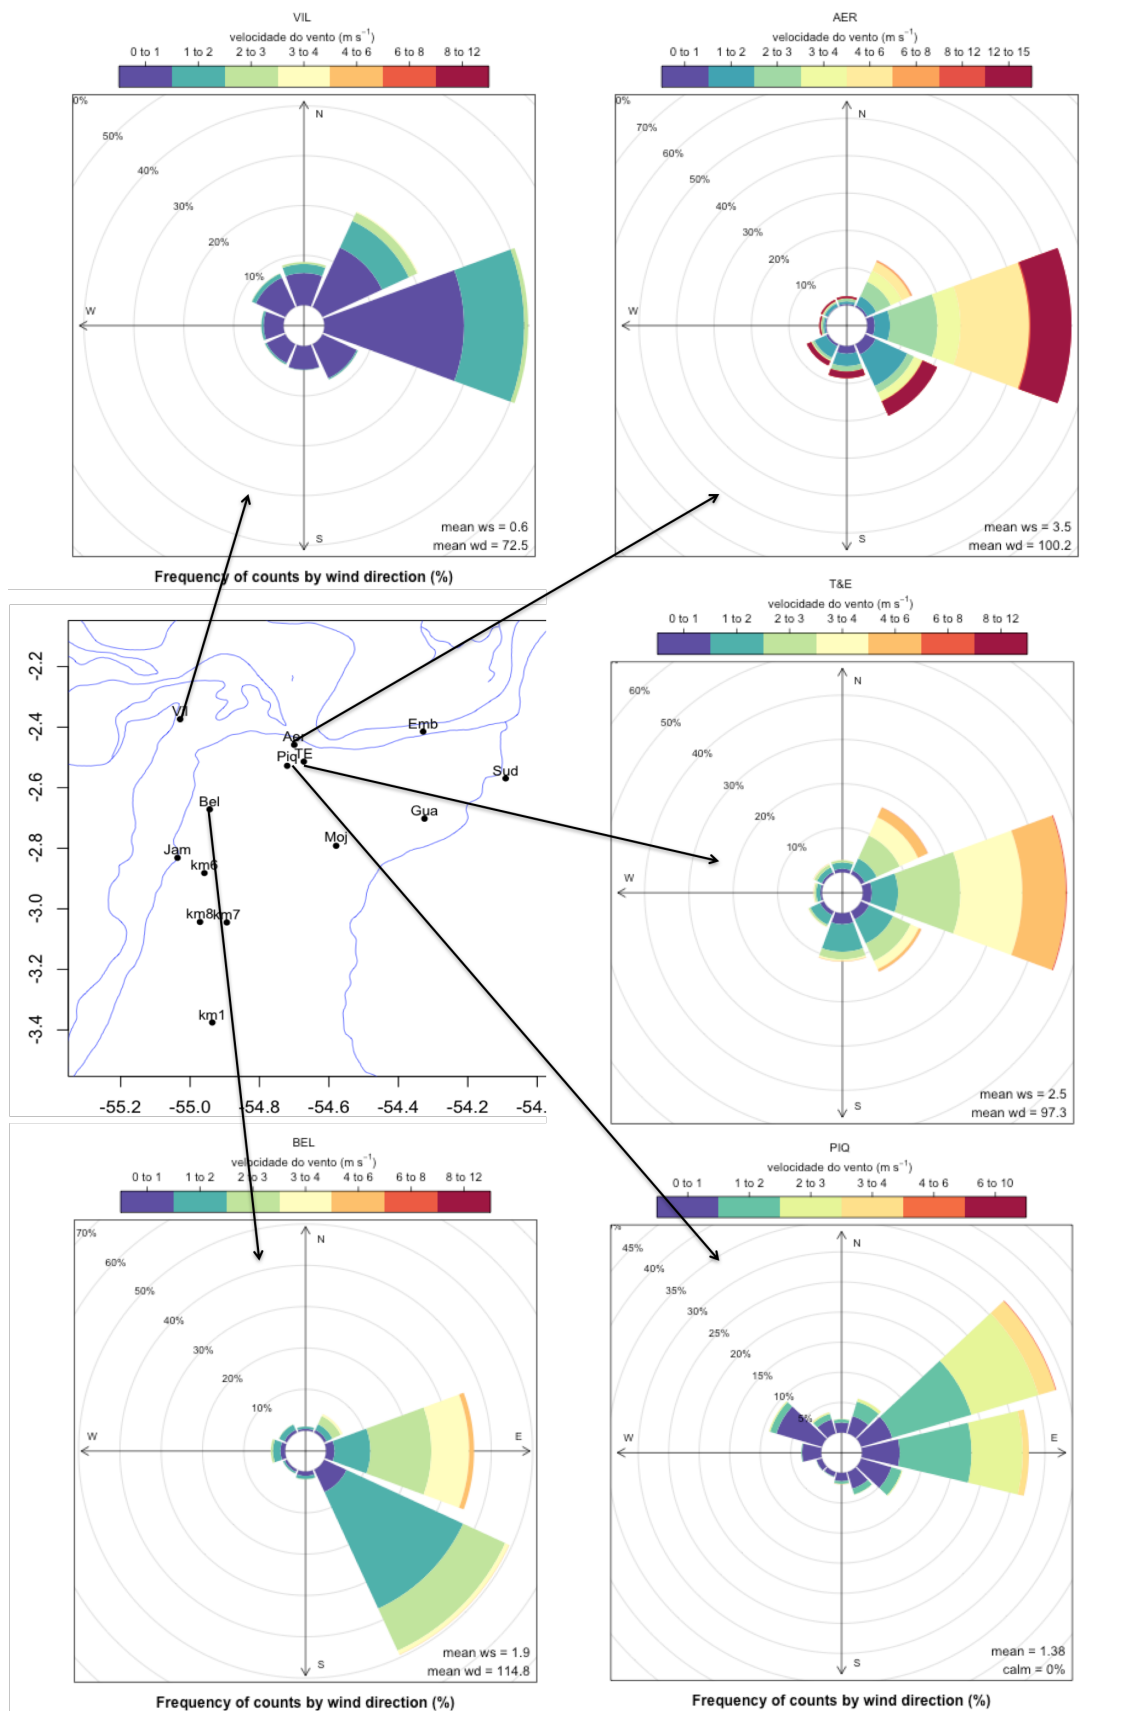 VIL
velocidade do vento (m s⁻¹)
0 to 1 1 to 2 2 to 3 3 to 4 4 to 6 6 to 8 8 to 12
0%
50%
40%
30%
20%
10%
N
W
S
mean ws = 0.6
mean wd = 72.5
Frequency of counts by wind direction (%)
AER
velocidade do vento (m s⁻¹)
0 to 1 1 to 2 2 to 3 3 to 4 4 to 6 6 to 8 8 to 12 12 to 15
0%
70%
60%
50%
40%
30%
20%
10%
N
W
S
mean ws = 3.5
mean wd = 100.2
-2.2
-2.4
-2.6
-2.8
-3.0
-3.2
-3.4
Vil
Aer
Emb
Piq
TE
Sud
Bel
Gua
Moj
Jam
km6
km8
km7
km1
-55.2 -55.0 -54.8 -54.6 -54.4 -54.2 -54.
T&E
velocidade do vento (m s⁻¹)
0 to 1 1 to 2 2 to 3 3 to 4 4 to 6 6 to 8 8 to 12
60%
50%
40%
30%
20%
10%
N
W
S
mean ws = 2.5
mean wd = 97.3
BEL
velocidade do vento (m s⁻¹)
0 to 1 1 to 2 2 to 3 3 to 4 4 to 6 6 to 8 8 to 12
70%
60%
50%
40%
30%
20%
10%
N
W
E
S
mean ws = 1.9
mean wd = 114.8
Frequency of counts by wind direction (%)
PIQ
velocidade do vento (m s⁻¹)
0 to 1 1 to 2 2 to 3 3 to 4 4 to 6 6 to 10
45%
40%
35%
30%
25%
20%
15%
10%
5%
N
W
E
S
mean = 1.38
calm = 0%
Frequency of counts by wind direction (%)